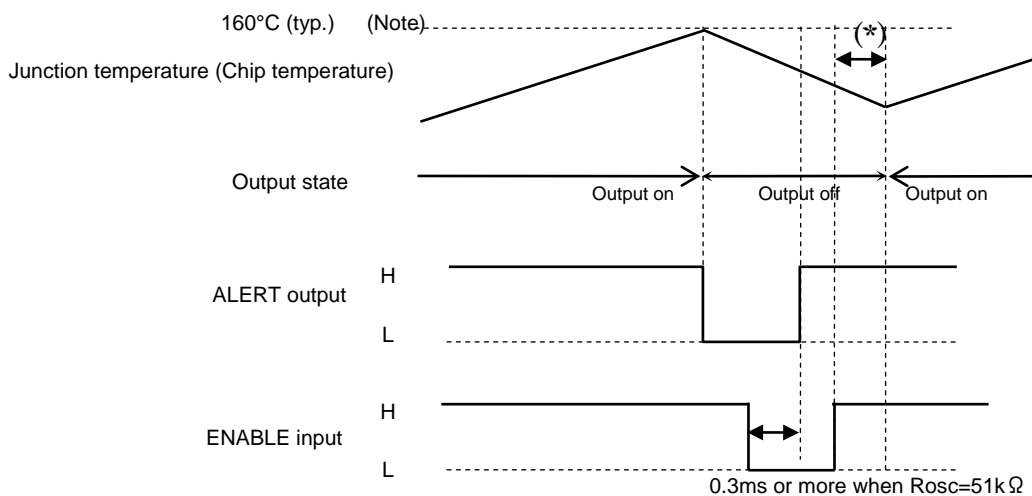 160°C (typ.) (Note)
(*)
Junction temperature (Chip temperature)
Output state
Output on
Output off
Output on
H
ALERT output
L
H
ENABLE input
L
0.3ms or more when Rosc=51kΩ